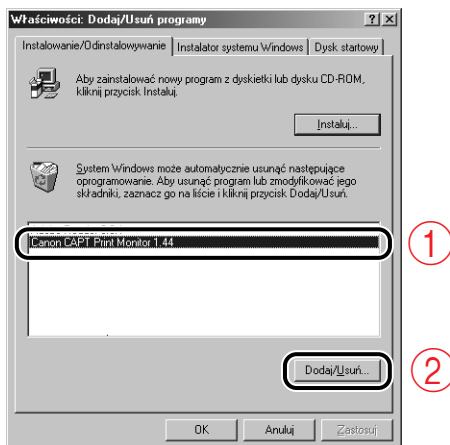 Właściwości: Dodaj/Usuń programy
Instalowanie/Odinstalowywanie Instalator systemu Windows Dysk startowy
Aby zainstalować nowy program z dyskietki lub dysku CD-ROM,
kliknij przycisk Instaluj.
Instaluj...
System Windows może automatycznie usunąć następujące
oprogramowanie. Aby usunąć program lub zmodyfikować jego
składniki, zaznacz go na liście i kliknij przycisk Dodaj/Usuń.
Canon CAPT Print Monitor 1.44
1
Dodaj/Usuń...
2
OK Anuluj Zastosuj